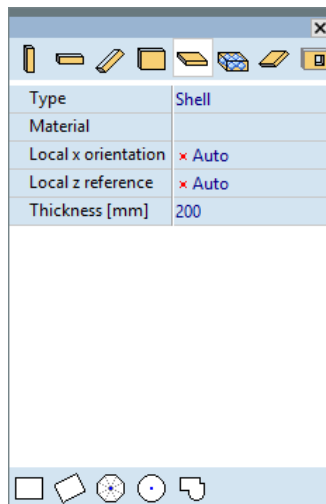 Type Shell
Material
Local x orientation Auto
Local z reference Auto
Thickness [mm] 200